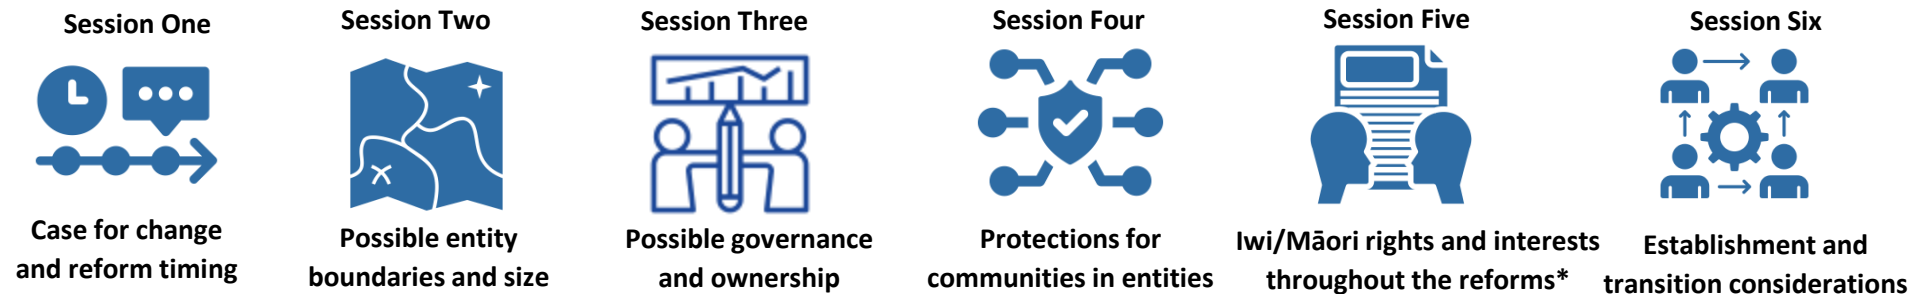 Session One
Case for change
and reform timing
Session Two
Possible entity
boundaries and size
Session Three
Possible governance
and ownership
Session Four
Protections for
communities in entities
Session Five
Iwi/Māori rights and interests
throughout the reforms*
Session Six
Establishment and
transition considerations